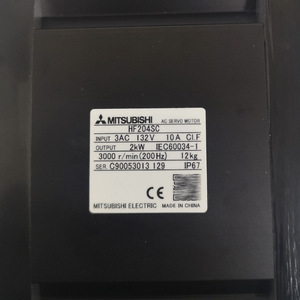 MITSUBISHI AC SERVO MOTOR
HF204SC
INPUT 3AC 132V 10A Cl.F
OUTPUT 2kW IEC60034-1
3000 r/min(200Hz) 12kg
SER C90053013 129 IP67
CE
MITSUBISHI ELECTRIC MADE IN CHINA